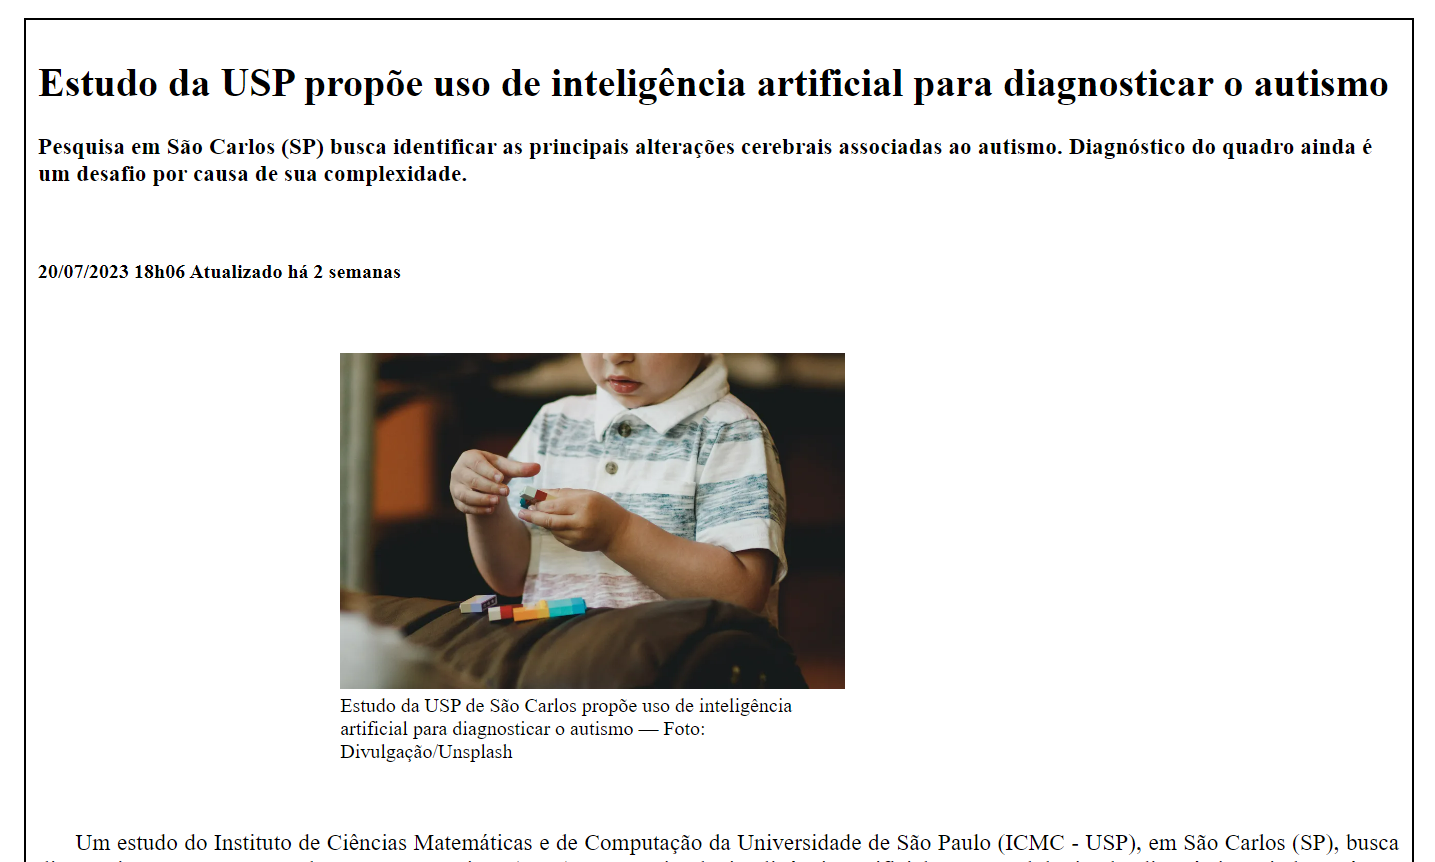 Estudo da USP propõe uso de inteligência artificial para diagnosticar o autismo
Pesquisa em São Carlos (SP) busca identificar as principais alterações cerebrais associadas ao autismo. Diagnóstico do quadro ainda é
um desafio por causa de sua complexidade.
20/07/2023 18h06 Atualizado há 2 semanas
Estudo da USP de São Carlos propõe uso de inteligência
artificial para diagnosticar o autismo — Foto:
Divulgação/Unsplash
Um estudo do Instituto de Ciências Matemáticas e de Computação da Universidade de São Paulo (ICMC - USP), em São Carlos (SP), busca